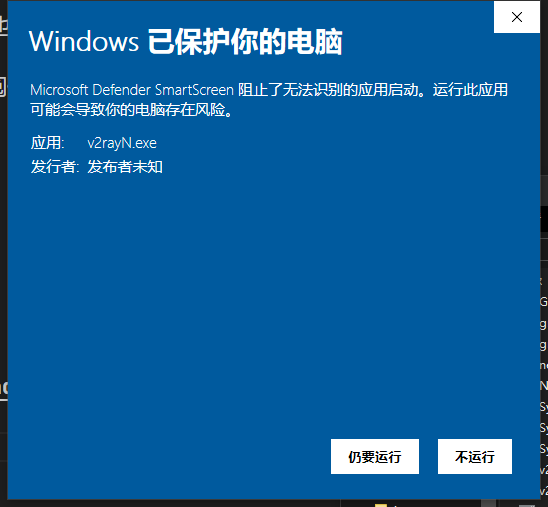 Windows 已保护你的电脑
Microsoft Defender SmartScreen 阻止了无法识别的应用启动。运行此应用
可能会导致你的电脑存在风险。
应用: v2rayN.exe
发行者: 发布者未知
仍要运行
不运行